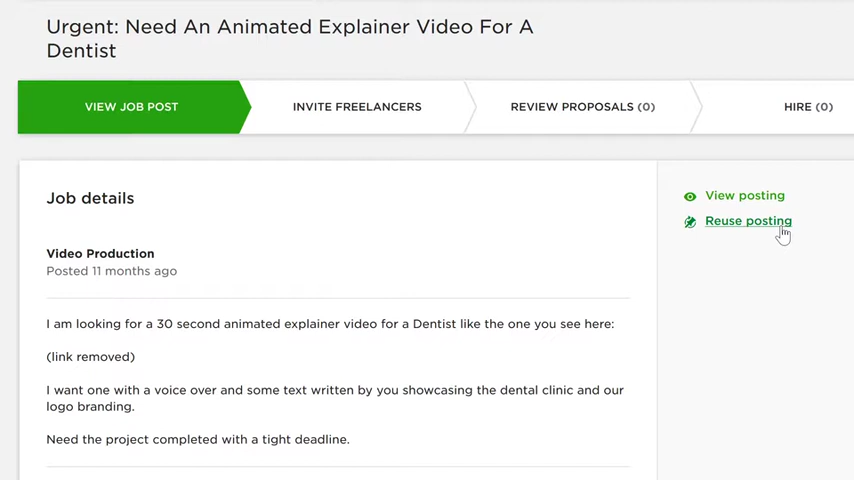 Urgent: Need An Animated Explainer Video For A
Dentist
VIEW JOB POST
INVITE FREELANCERS
REVIEW PROPOSALS (0)
HIRE (0)
Job details
View posting
Reuse posting
Video Production
Posted 11 months ago
I am looking for a 30 second animated explainer video for a Dentist like the one you see here:
(link removed)
I want one with a voice over and some text written by you showcasing the dental clinic and our
logo branding.
Need the project completed with a tight deadline.